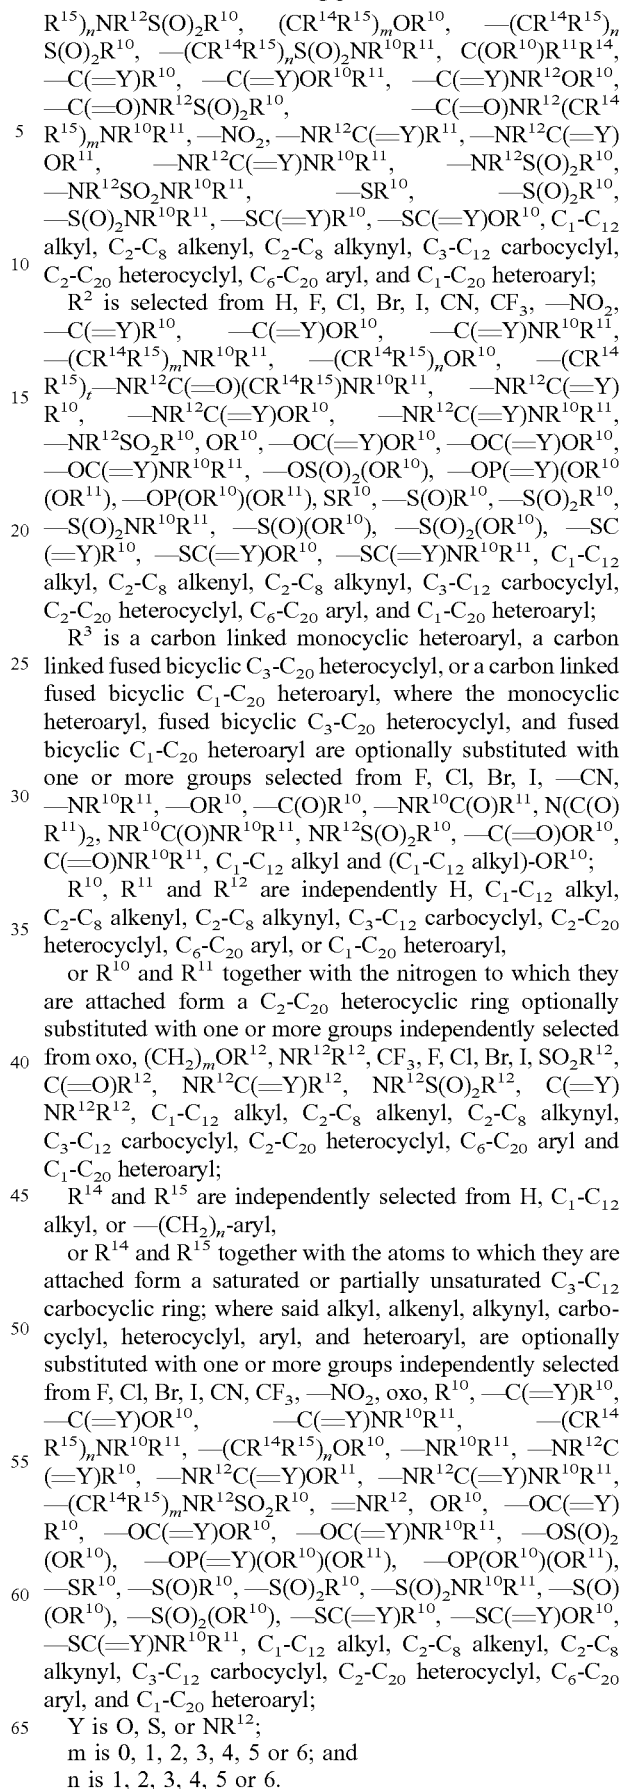 R¹⁵)ₙNR¹²S(O)₂R¹⁰, (CR¹⁴R¹⁵)ₘOR¹⁰, —(CR¹⁴R¹⁵)ₙ
S(O)₂R¹⁰, —(CR¹⁴R¹⁵)ₙS(O)₂NR¹⁰R¹¹, C(OR¹⁰)R¹¹R¹⁴,
—C(═Y)R¹⁰, —C(═Y)OR¹⁰R¹¹, —C(═Y)NR¹²OR¹⁰,
—C(═O)NR¹²S(O)₂R¹⁰, —C(═O)NR¹²(CR¹⁴
5 R¹⁵)ₘNR¹⁰R¹¹, —NO₂, —NR¹²C(═Y)R¹¹, —NR¹²C(═Y)
OR¹¹, —NR¹²C(═Y)NR¹⁰R¹¹, —NR¹²S(O)₂R¹⁰,
—NR¹²SO₂NR¹⁰R¹¹, —SR¹⁰, —S(O)₂R¹⁰,
—S(O)₂NR¹⁰R¹¹, —SC(═Y)R¹⁰, —SC(═Y)OR¹⁰, C₁-C₁₂
alkyl, C₂-C₈ alkenyl, C₂-C₈ alkynyl, C₃-C₁₂ carbocyclyl,
10 C₂-C₂₀ heterocyclyl, C₆-C₂₀ aryl, and C₁-C₂₀ heteroaryl;
R² is selected from H, F, Cl, Br, I, CN, CF₃, —NO₂,
—C(═Y)R¹⁰, —C(═Y)OR¹⁰, —C(═Y)NR¹⁰R¹¹,
—(CR¹⁴R¹⁵)ₘNR¹⁰R¹¹, —(CR¹⁴R¹⁵)ₙOR¹⁰, —(CR¹⁴
15 R¹⁵)ₜ—NR¹²C(═O)(CR¹⁴R¹⁵)NR¹⁰R¹¹, —NR¹²C(═Y)
R¹⁰, —NR¹²C(═Y)OR¹⁰, —NR¹²C(═Y)NR¹⁰R¹¹,
—NR¹²SO₂R¹⁰, OR¹⁰, —OC(═Y)OR¹⁰, —OC(═Y)OR¹⁰,
—OC(═Y)NR¹⁰R¹¹, —OS(O)₂(OR¹⁰), —OP(═Y)(OR¹⁰
(OR¹¹), —OP(OR¹⁰)(OR¹¹), SR¹⁰, —S(O)R¹⁰, —S(O)₂R¹⁰,
20 —S(O)₂NR¹⁰R¹¹, —S(O)(OR¹⁰), —S(O)₂(OR¹⁰), —SC
(═Y)R¹⁰, —SC(═Y)OR¹⁰, —SC(═Y)NR¹⁰R¹¹, C₁-C₁₂
alkyl, C₂-C₈ alkenyl, C₂-C₈ alkynyl, C₃-C₁₂ carbocyclyl,
C₂-C₂₀ heterocyclyl, C₆-C₂₀ aryl, and C₁-C₂₀ heteroaryl;
R³ is a carbon linked monocyclic heteroaryl, a carbon
25 linked fused bicyclic C₃-C₂₀ heterocyclyl, or a carbon linked
fused bicyclic C₁-C₂₀ heteroaryl, where the monocyclic
heteroaryl, fused bicyclic C₃-C₂₀ heterocyclyl, and fused
bicyclic C₁-C₂₀ heteroaryl are optionally substituted with
one or more groups selected from F, Cl, Br, I, —CN,
30 —NR¹⁰R¹¹, —OR¹⁰, —C(O)R¹⁰, —NR¹⁰C(O)R¹¹, N(C(O)
R¹¹)₂, NR¹⁰C(O)NR¹⁰R¹¹, NR¹²S(O)₂R¹⁰, —C(═O)OR¹⁰,
C(═O)NR¹⁰R¹¹, C₁-C₁₂ alkyl and (C₁-C₁₂ alkyl)-OR¹⁰;
R¹⁰, R¹¹ and R¹² are independently H, C₁-C₁₂ alkyl,
35 C₂-C₈ alkenyl, C₂-C₈ alkynyl, C₃-C₁₂ carbocyclyl, C₂-C₂₀
heterocyclyl, C₆-C₂₀ aryl, or C₁-C₂₀ heteroaryl,
or R¹⁰ and R¹¹ together with the nitrogen to which they
are attached form a C₂-C₂₀ heterocyclic ring optionally
substituted with one or more groups independently selected
40 from oxo, (CH₂)ₘOR¹², NR¹²R¹², CF₃, F, Cl, Br, I, SO₂R¹²,
C(═O)R¹², NR¹²C(═Y)R¹², NR¹²S(O)₂R¹², C(═Y)
NR¹²R¹², C₁-C₁₂ alkyl, C₂-C₈ alkenyl, C₂-C₈ alkynyl,
C₃-C₁₂ carbocyclyl, C₂-C₂₀ heterocyclyl, C₆-C₂₀ aryl and
C₁-C₂₀ heteroaryl;
45 R¹⁴ and R¹⁵ are independently selected from H, C₁-C₁₂
alkyl, or —(CH₂)ₙ-aryl,
or R¹⁴ and R¹⁵ together with the atoms to which they are
attached form a saturated or partially unsaturated C₃-C₁₂
50 carbocyclic ring; where said alkyl, alkenyl, alkynyl, carbo-
cyclyl, heterocyclyl, aryl, and heteroaryl, are optionally
substituted with one or more groups independently selected
from F, Cl, Br, I, CN, CF₃, —NO₂, oxo, R¹⁰, —C(═Y)R¹⁰,
—C(═Y)OR¹⁰, —C(═Y)NR¹⁰R¹¹, —(CR¹⁴
55 R¹⁵)ₙNR¹⁰R¹¹, —(CR¹⁴R¹⁵)ₙOR¹⁰, —NR¹⁰R¹¹, —NR¹²C
(═Y)R¹⁰, —NR¹²C(═Y)OR¹¹, —NR¹²C(═Y)NR¹⁰R¹¹,
—(CR¹⁴R¹⁵)ₘNR¹²SO₂R¹⁰, ═NR¹², OR¹⁰, —OC(═Y)
R¹⁰, —OC(═Y)OR¹⁰, —OC(═Y)NR¹⁰R¹¹, —OS(O)₂
(OR¹⁰), —OP(═Y)(OR¹⁰)(OR¹¹), —OP(OR¹⁰)(OR¹¹),
60 —SR¹⁰, —S(O)R¹⁰, —S(O)₂R¹⁰, —S(O)₂NR¹⁰R¹¹, —S(O)
(OR¹⁰), —S(O)₂(OR¹⁰), —SC(═Y)R¹⁰, —SC(═Y)OR¹⁰,
—SC(═Y)NR¹⁰R¹¹, C₁-C₁₂ alkyl, C₂-C₈ alkenyl, C₂-C₈
alkynyl, C₃-C₁₂ carbocyclyl, C₂-C₂₀ heterocyclyl, C₆-C₂₀
aryl, and C₁-C₂₀ heteroaryl;
65 Y is O, S, or NR¹²;
m is 0, 1, 2, 3, 4, 5 or 6; and
n is 1, 2, 3, 4, 5 or 6.